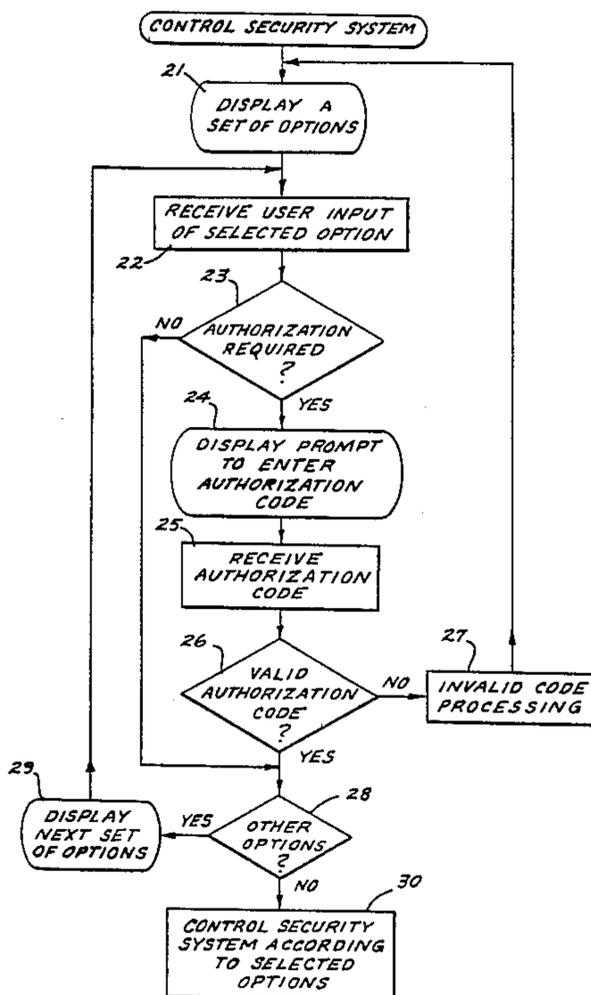 CONTROL SECURITY SYSTEM
21
DISPLAY A
SET OF OPTIONS
RECEIVE USER INPUT
OF SELECTED OPTION
22
23
NO
AUTHORIZATION
REQUIRED
?
YES
24
DISPLAY PROMPT
TO ENTER
AUTHORIZATION
CODE
25
RECEIVE
AUTHORIZATION
CODE
26
VALID
AUTHORIZATION
CODE
?
NO
27
INVALID CODE
PROCESSING
YES
28
29
DISPLAY
NEXT SET
OF OPTIONS
YES
OTHER
OPTIONS
?
NO
30
CONTROL SECURITY
SYSTEM ACCORDING
TO SELECTED
OPTIONS